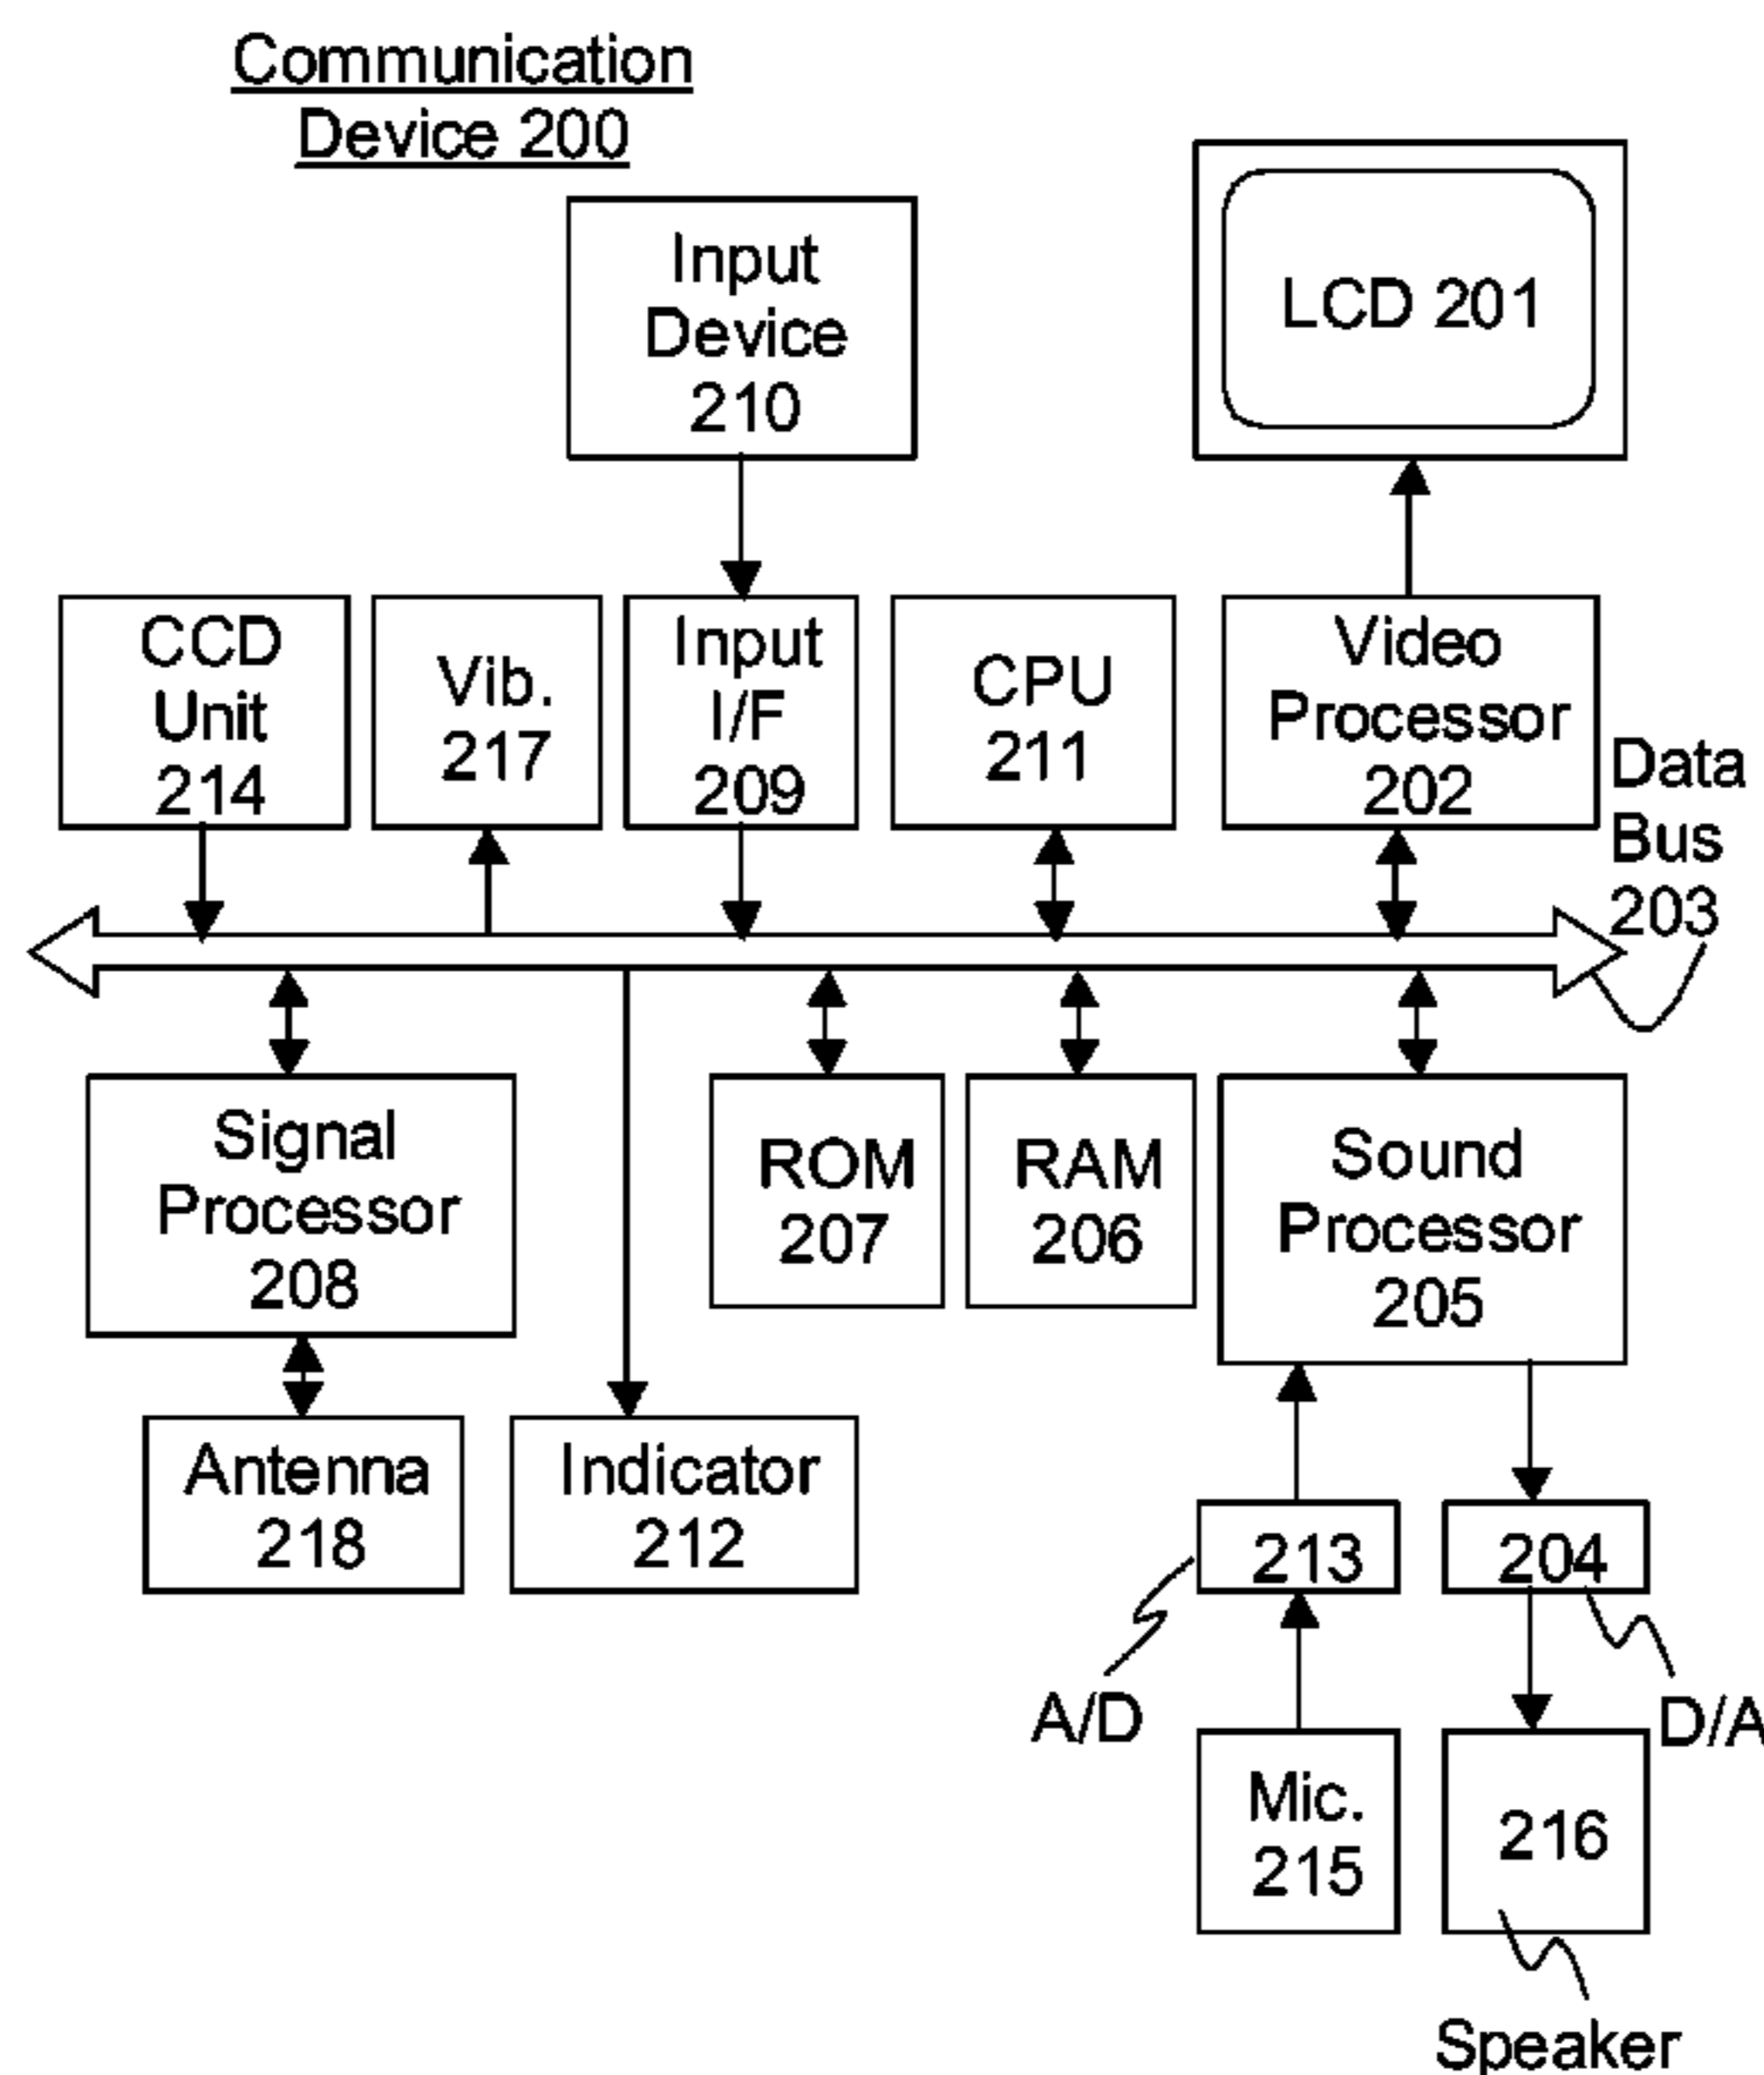 Communication
Device 200
Input
Device
210
LCD 201
CCD
Unit
214
Vib.
217
Input
I/F
209
CPU
211
Video
Processor
202
Data
Bus
203
Signal
Processor
208
ROM
207
RAM
206
Sound
Processor
205
Antenna
218
Indicator
212
213
204
A/D
D/A
Mic.
215
216
Speaker